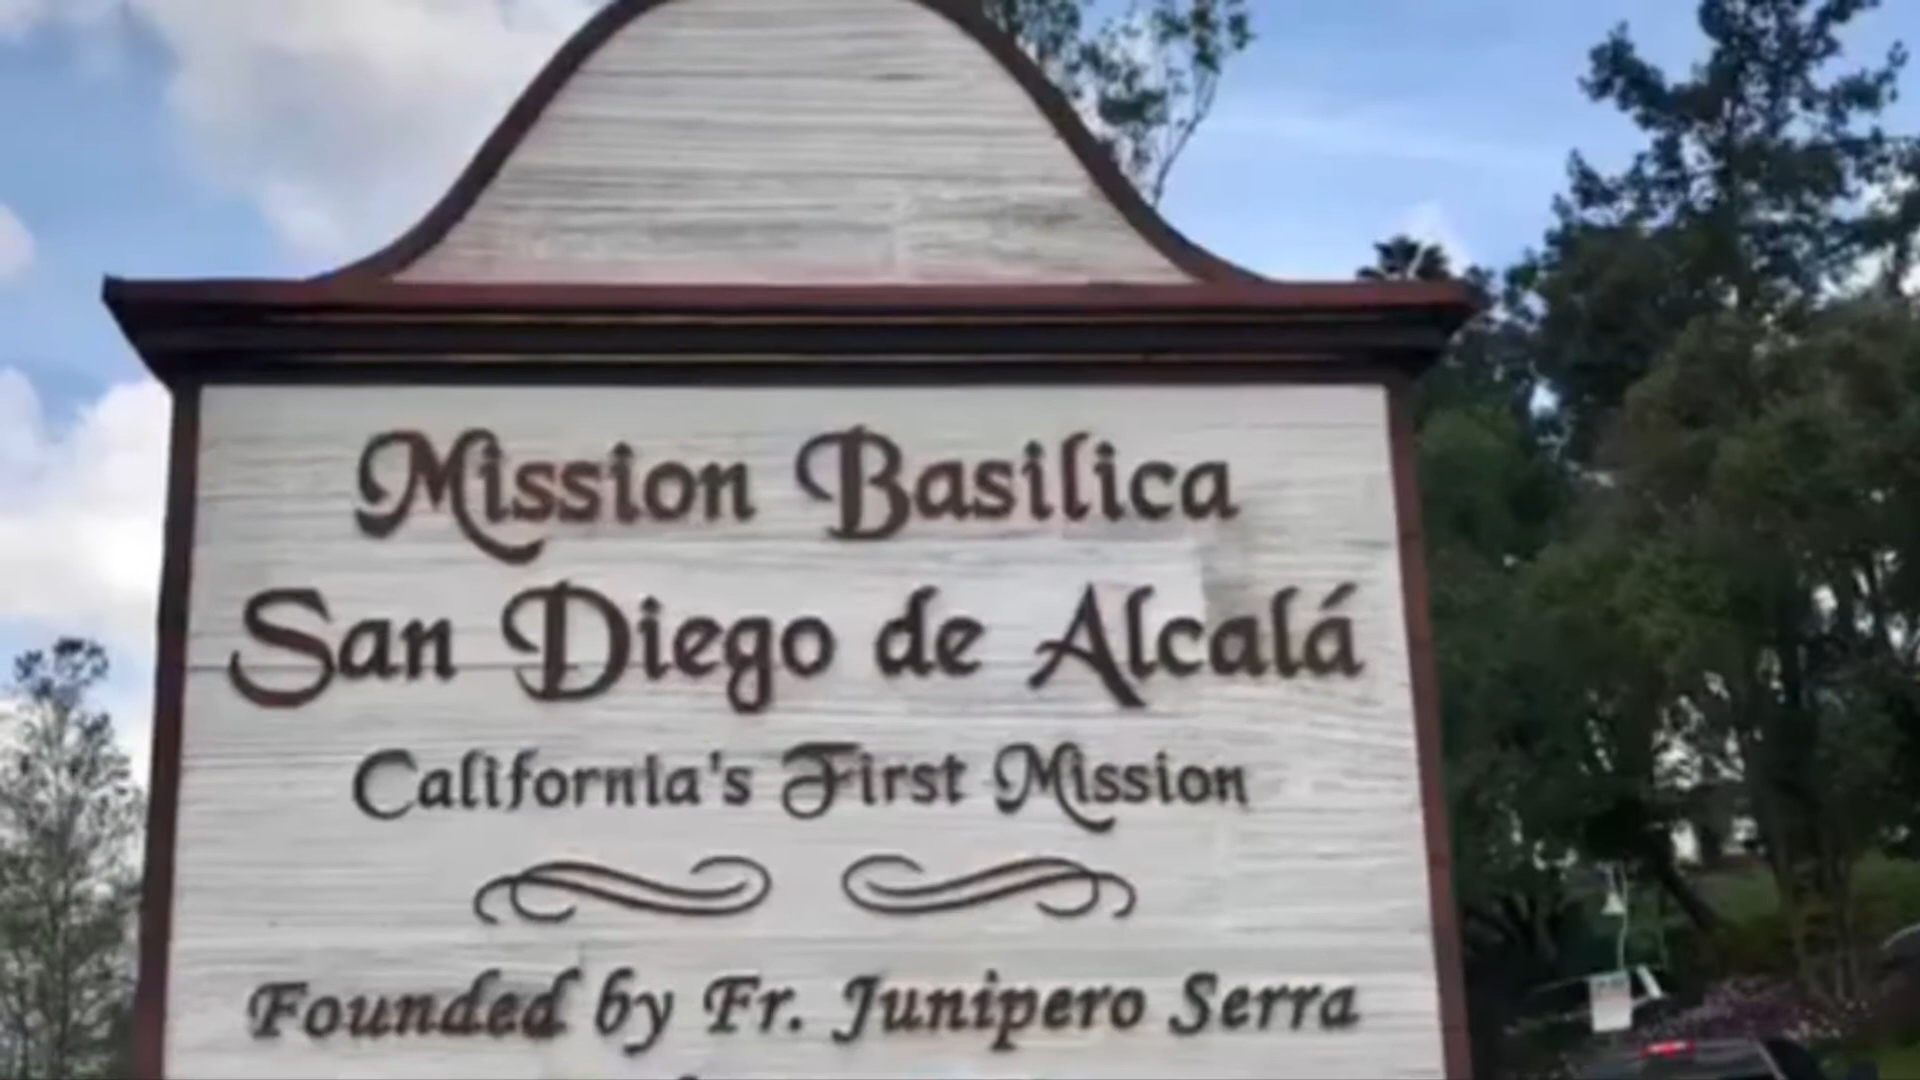 Mission Basilica
San Diego de Alcalá
California's First Mission
Founded by Fr. Junipero Serra